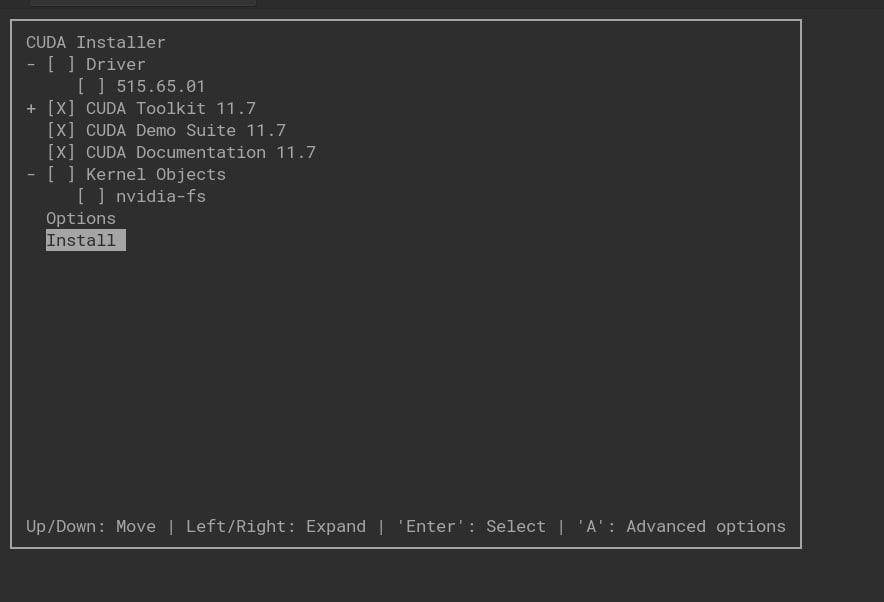 CUDA Installer
- [ ] Driver
[ ] 515.65.01
+ [X] CUDA Toolkit 11.7
[X] CUDA Demo Suite 11.7
[X] CUDA Documentation 11.7
- [ ] Kernel Objects
[ ] nvidia-fs
Options
Install
Up/Down: Move | Left/Right: Expand | 'Enter': Select | 'A': Advanced options